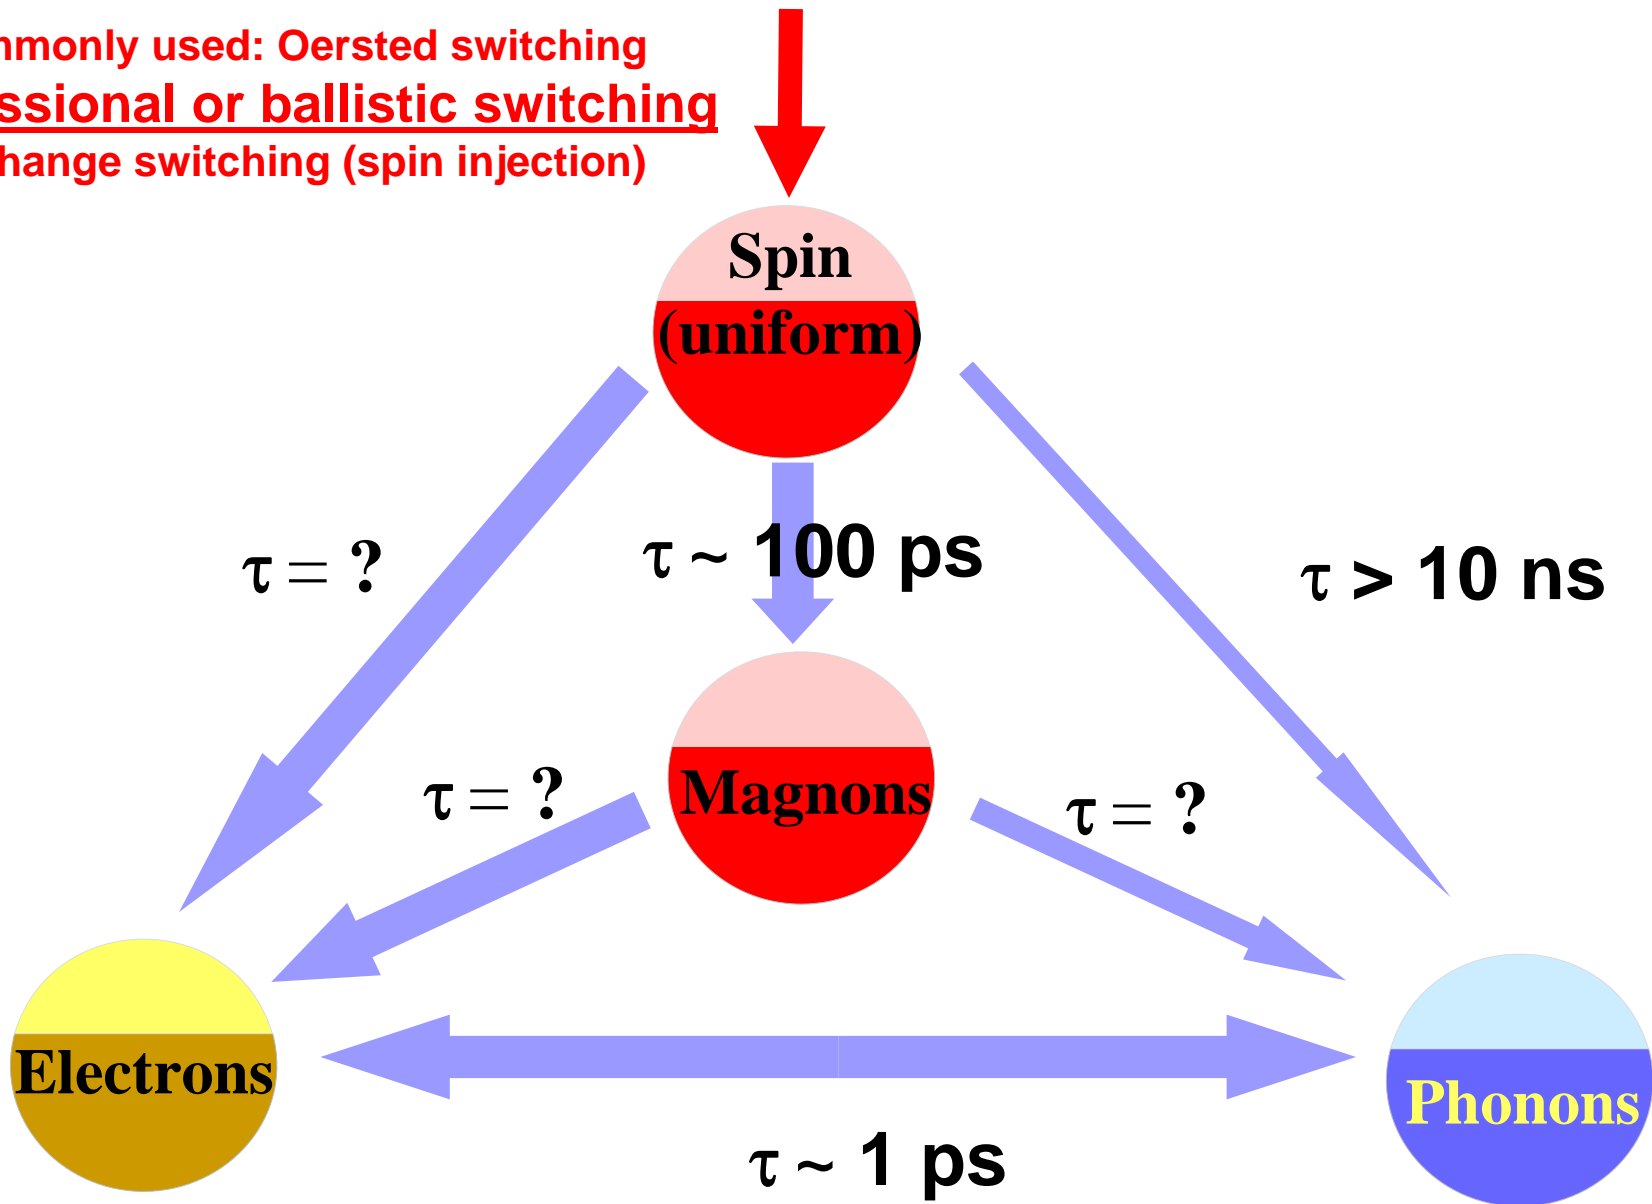 mmonly used: Oersted switching
ssional or ballistic switching
hange switching (spin injection)
Spin
(uniform)
τ = ?
τ ~ 100 ps
τ > 10 ns
τ = ?
Magnons
τ = ?
Electrons
Phonons
τ ~ 1 ps